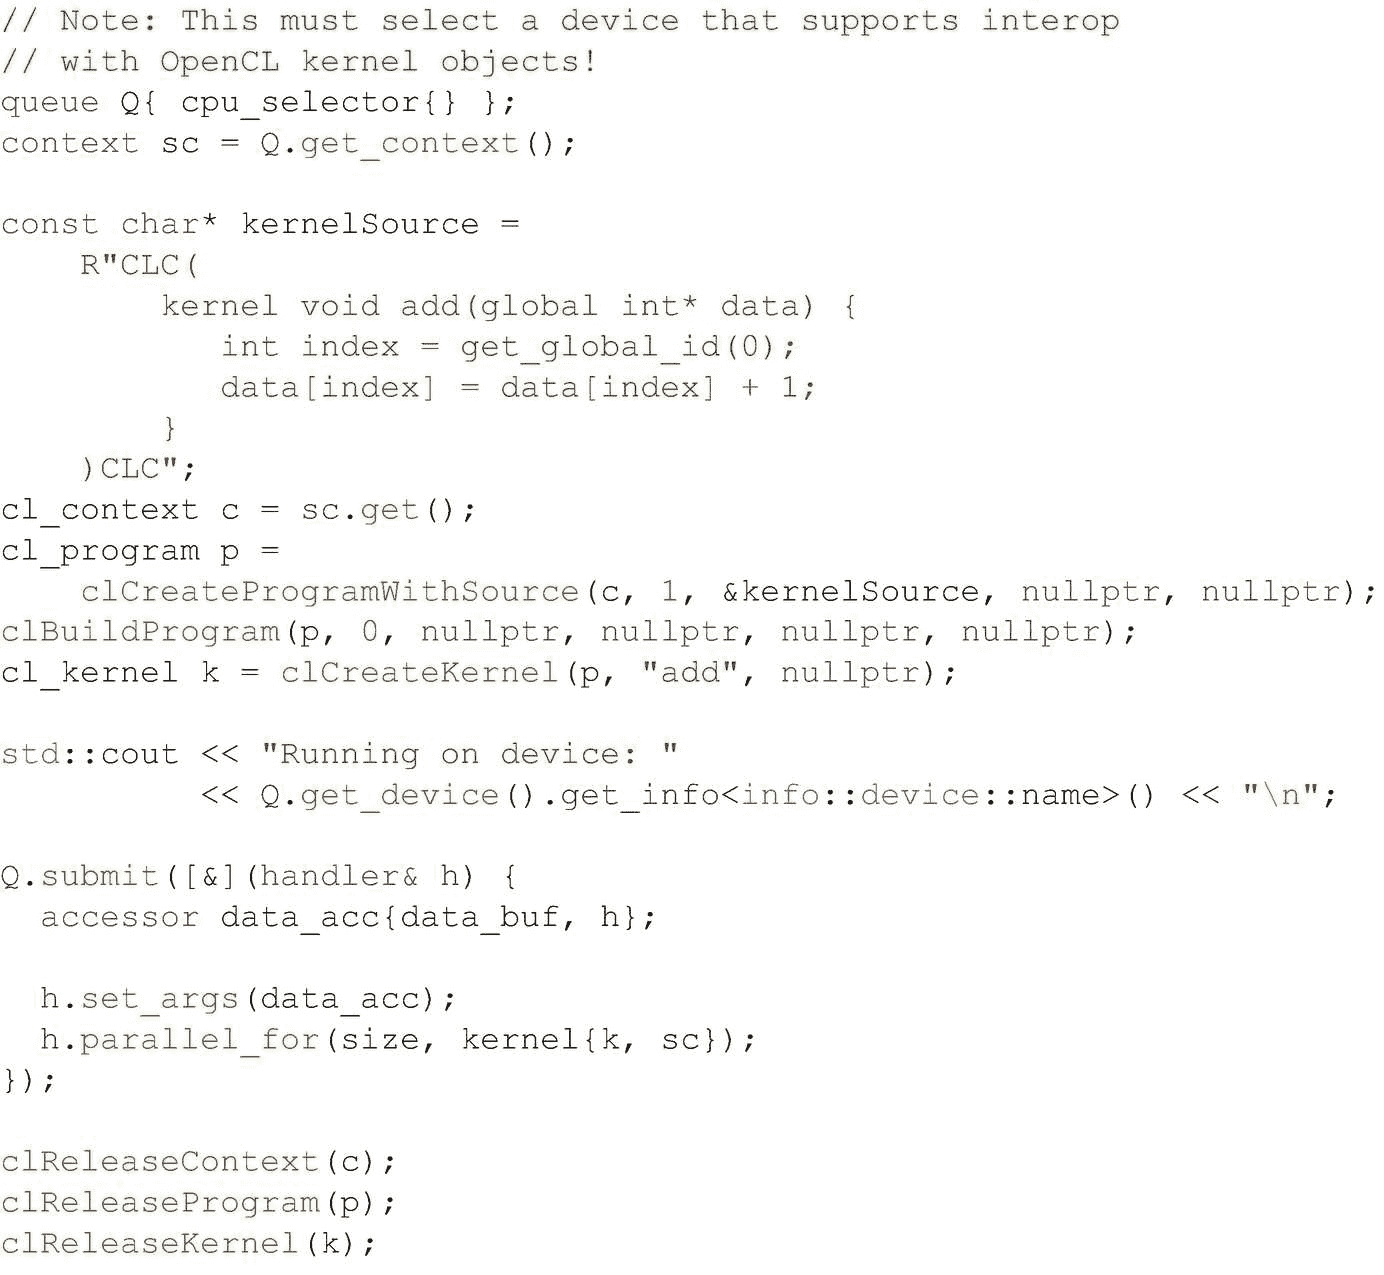 // Note: This must select a device that supports interop
// with OpenCL kernel objects!
queue Q{ cpu_selector{} };
context sc = Q.get_context();

const char* kernelSource =
    R"CLC(
        kernel void add(global int* data) {
           int index = get_global_id(0);
           data[index] = data[index] + 1;
        }
    )CLC";
cl_context c = sc.get();
cl_program p =
    clCreateProgramWithSource(c, 1, &kernelSource, nullptr, nullptr);
clBuildProgram(p, 0, nullptr, nullptr, nullptr, nullptr);
cl_kernel k = clCreateKernel(p, "add", nullptr);

std::cout << "Running on device: "
          << Q.get_device().get_info<info::device::name>() << "\n";

Q.submit([&](handler& h) {
  accessor data_acc{data_buf, h};

  h.set_args(data_acc);
  h.parallel_for(size, kernel{k, sc});
});

clReleaseContext(c);
clReleaseProgram(p);
clReleaseKernel(k);